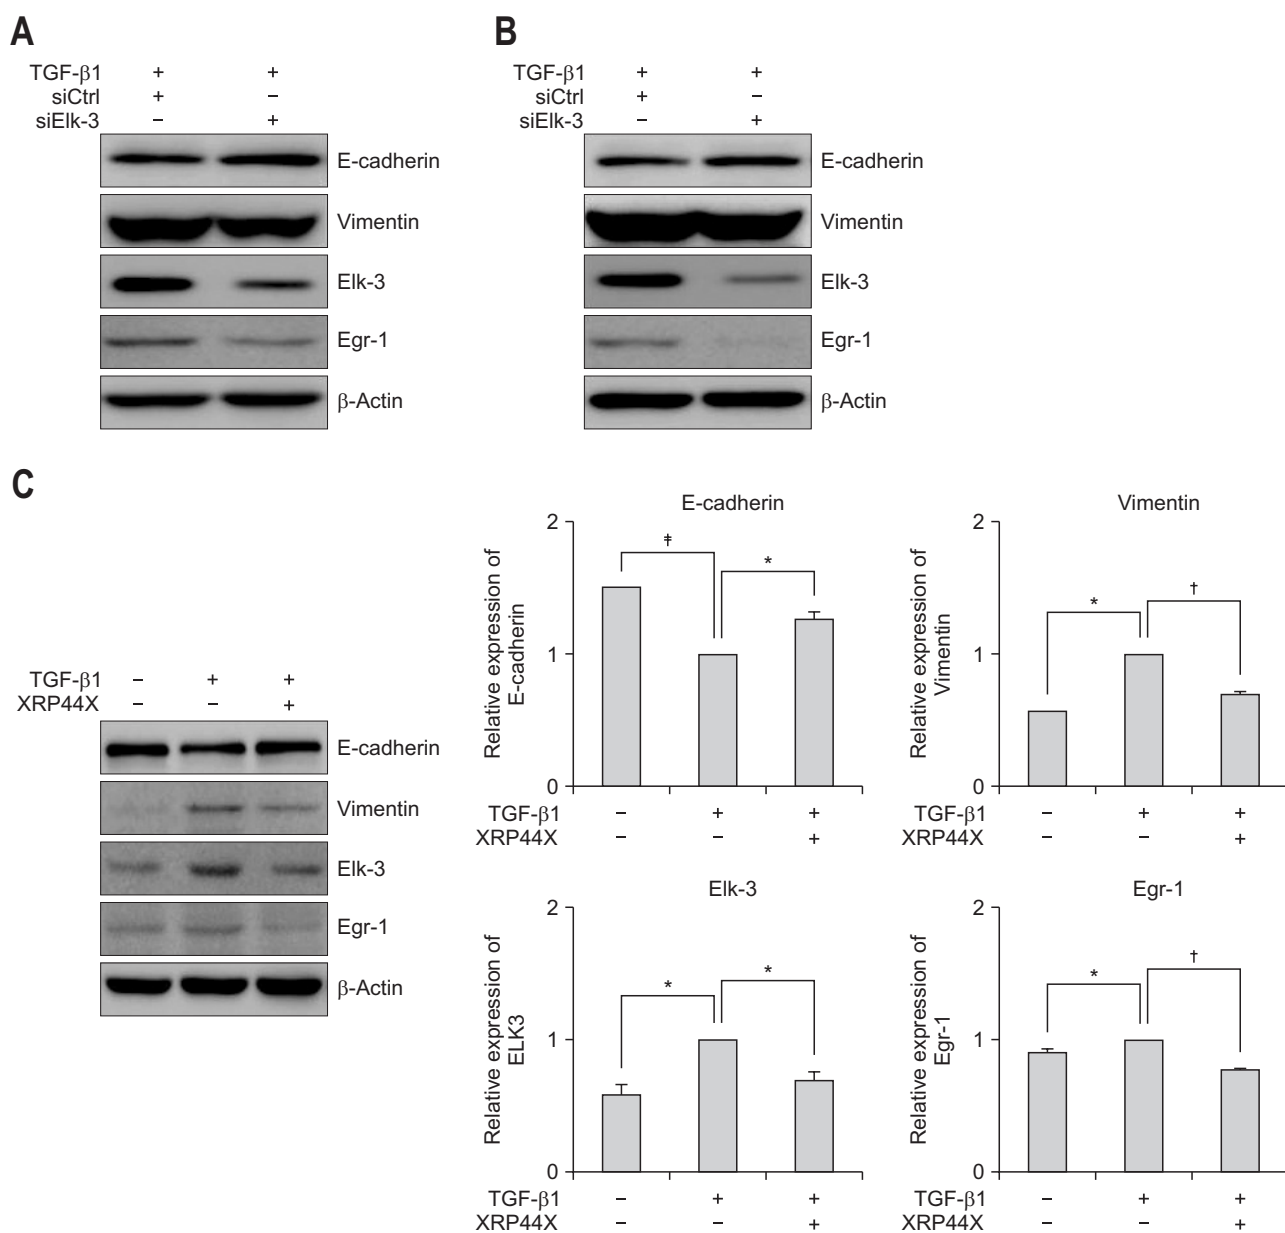 A
TGF-β1 + +
siCtrl + −
siElk-3 − +
E-cadherin
Vimentin
Elk-3
Egr-1
β-Actin
B
TGF-β1 + +
siCtrl + −
siElk-3 − +
E-cadherin
Vimentin
Elk-3
Egr-1
β-Actin
C
TGF-β1 − + +
XRP44X − − +
E-cadherin
Vimentin
Elk-3
Egr-1
β-Actin
E-cadherin
Relative expression of
E-cadherin
2
1
0
‡
*
TGF-β1 − + +
XRP44X − − +
Vimentin
Relative expression of
Vimentin
2
1
0
*
†
TGF-β1 − + +
XRP44X − − +
Elk-3
Relative expression of
ELK3
2
1
0
*
*
TGF-β1 − + +
XRP44X − − +
Egr-1
Relative expression of
Egr-1
2
1
0
*
†
TGF-β1 − + +
XRP44X − − +